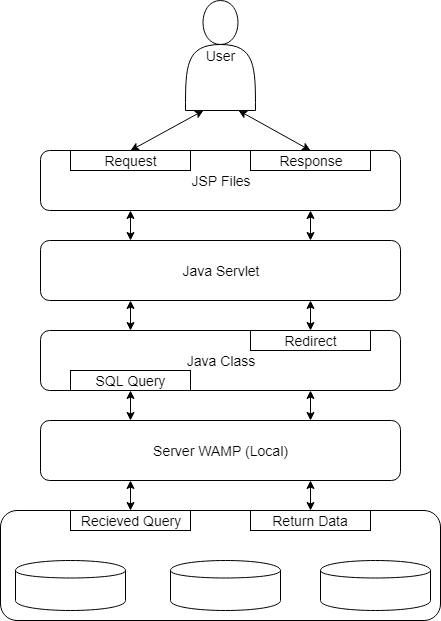 User
Request
Response
JSP Files
Java Servlet
Redirect
Java Class
SQL Query
Server WAMP (Local)
Recieved Query
Return Data